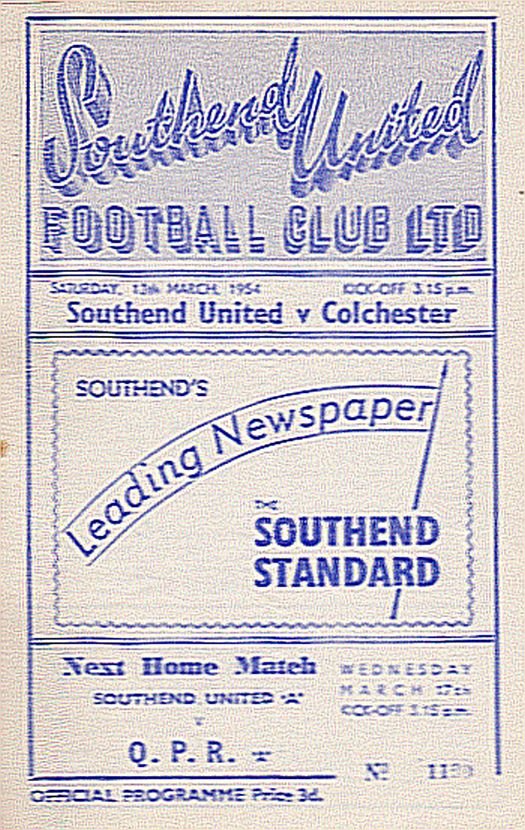 Southend United
FOOTBALL CLUB LTD
SATURDAY, 13th MARCH, 1954 KICK-OFF 3.15 p.m.
Southend United v Colchester
SOUTHEND'S
Leading Newspaper
THE
SOUTHEND
STANDARD
Next Home Match
SOUTHEND UNITED "A"
v
Q. P. R.
WEDNESDAY
MARCH 17th
KICK-OFF 3.15 p.m.
Nº
OFFICIAL PROGRAMME Price 3d.